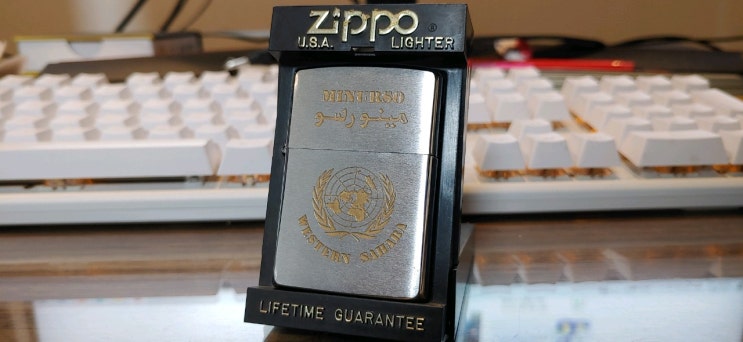 zippo
U.S.A. LIGHTER
MINURSO
مينورسو
WESTERN SAHARA
LIFETIME GUARANTEE